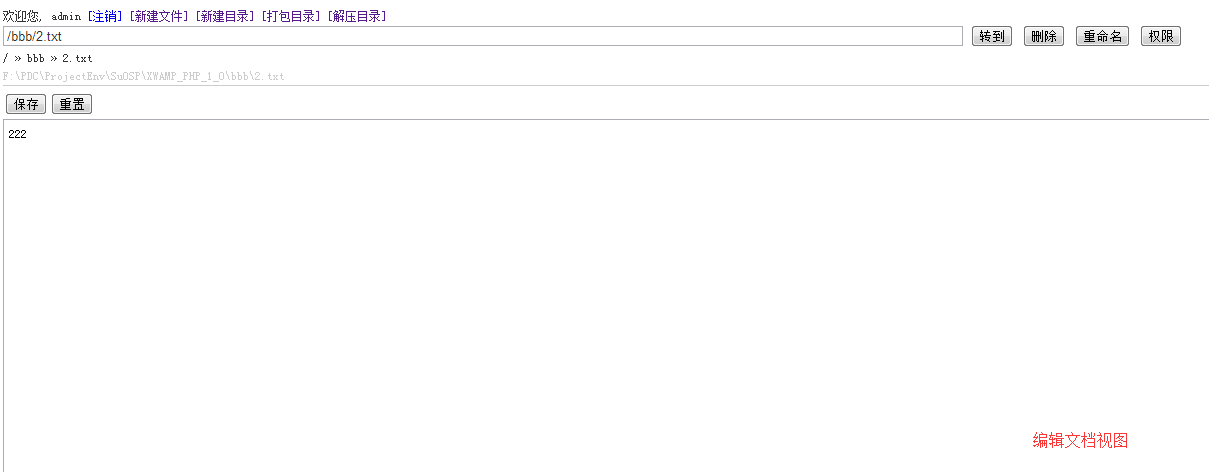 欢迎您, admin [注销] [新建文件] [新建目录] [打包目录] [解压目录]
/bbb/2.txt 转到 删除 重命名 权限
/ » bbb » 2.txt
F:\PDC\ProjectEnv\SuOSP\XWAMP_PHP_1_0\bbb\2.txt
保存 重置
222
编辑文档视图